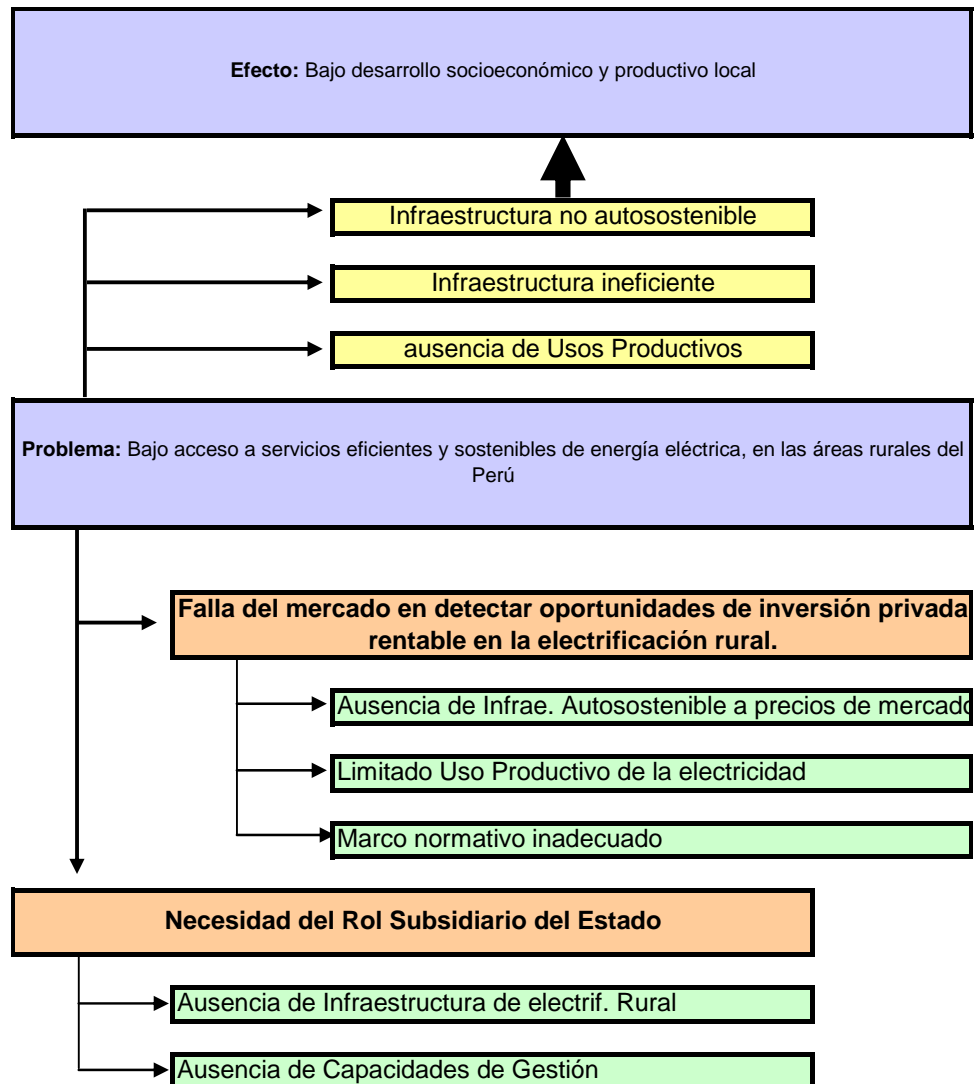 Efecto: Bajo desarrollo socioeconómico y productivo local
Infraestructura no autosostenible
Infraestructura ineficiente
ausencia de Usos Productivos
Problema: Bajo acceso a servicios eficientes y sostenibles de energía eléctrica, en las áreas rurales del
Perú
Falla del mercado en detectar oportunidades de inversión privada
rentable en la electrificación rural.
Ausencia de Infrae. Autosostenible a precios de mercado
Limitado Uso Productivo de la electricidad
Marco normativo inadecuado
Necesidad del Rol Subsidiario del Estado
Ausencia de Infraestructura de electrif. Rural
Ausencia de Capacidades de Gestión